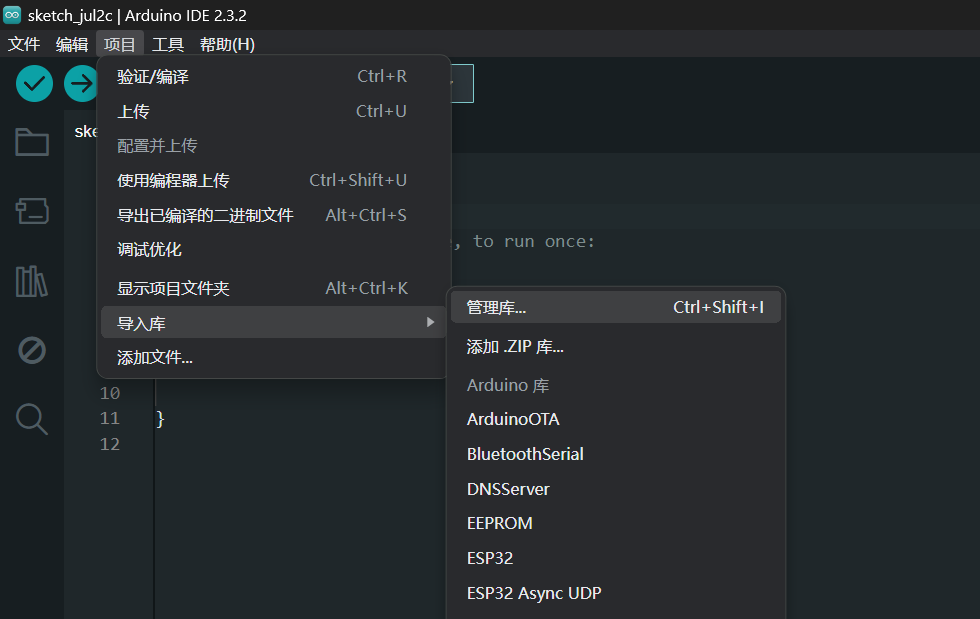 sketch_jul2c | Arduino IDE 2.3.2
文件 编辑 项目 工具 帮助(H)
验证/编译 Ctrl+R
上传 Ctrl+U
ske
配置并上传
使用编程器上传 Ctrl+Shift+U
导出已编译的二进制文件 Alt+Ctrl+S
, to run once:
调试优化
显示项目文件夹 Alt+Ctrl+K
管理库... Ctrl+Shift+I
导入库
添加 .ZIP 库...
添加文件...
Arduino 库
10
11 }
ArduinoOTA
12
BluetoothSerial
DNSServer
EEPROM
ESP32
ESP32 Async UDP